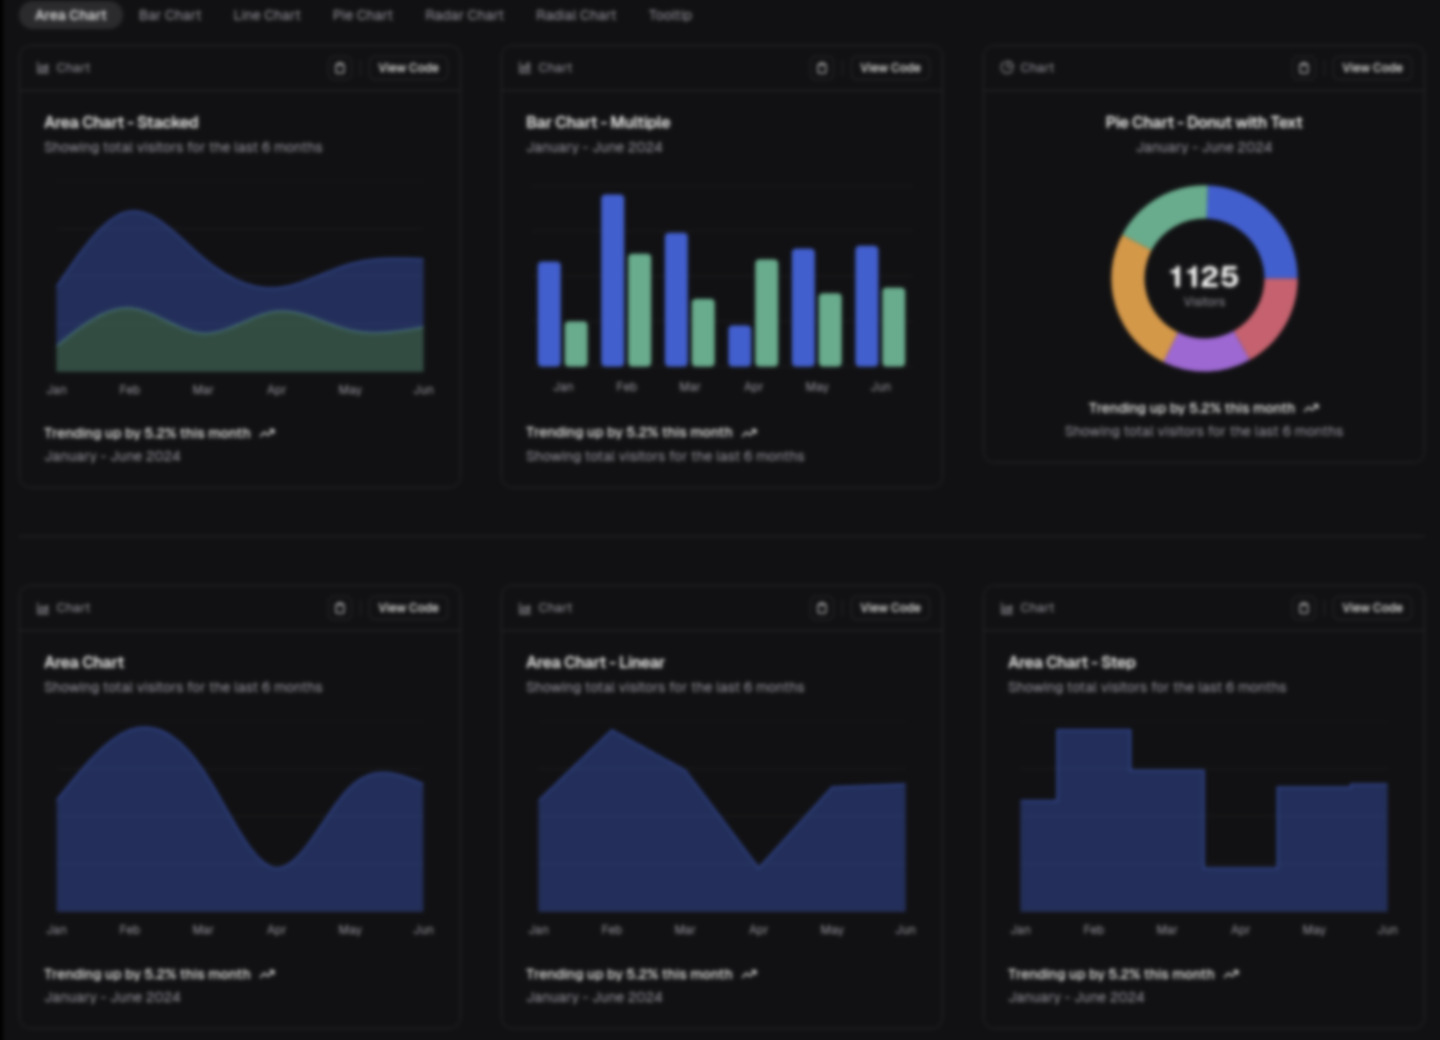 Area Chart Bar Chart Line Chart Pie Chart Radar Chart Radial Chart Tooltip
Chart View Code
Area Chart - Stacked
Showing total visitors for the last 6 months
Jan Feb Mar Apr May Jun
Trending up by 5.2% this month
January - June 2024
Chart View Code
Bar Chart - Multiple
January - June 2024
Jan Feb Mar Apr May Jun
Trending up by 5.2% this month
Showing total visitors for the last 6 months
Chart View Code
Pie Chart - Donut with Text
January - June 2024
1125
Visitors
Trending up by 5.2% this month
Showing total visitors for the last 6 months
Chart View Code
Area Chart
Showing total visitors for the last 6 months
Jan Feb Mar Apr May Jun
Trending up by 5.2% this month
January - June 2024
Chart View Code
Area Chart - Linear
Showing total visitors for the last 6 months
Jan Feb Mar Apr May Jun
Trending up by 5.2% this month
January - June 2024
Chart View Code
Area Chart - Step
Showing total visitors for the last 6 months
Jan Feb Mar Apr May Jun
Trending up by 5.2% this month
January - June 2024